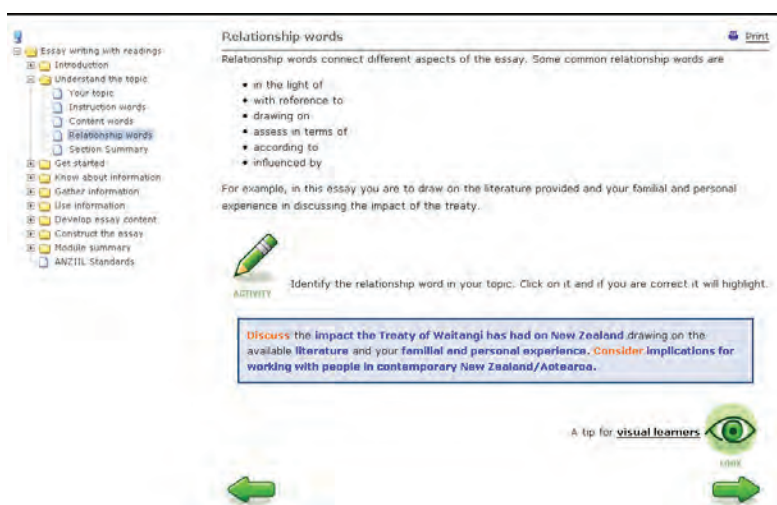 Essay writing with readings
Introduction
Understand the topic
Your topic
Instruction words
Content words
Relationship words
Section Summary
Get started
Know about information
Gather information
Use information
Develop essay content
Construct the essay
Module summary
ANZIIL Standards
Relationship words
Print
Relationship words connect different aspects of the essay. Some common relationship words are
• in the light of
• with reference to
• drawing on
• assess in terms of
• according to
• influenced by
For example, in this essay you are to draw on the literature provided and your familial and personal
experience in discussing the impact of the treaty.
ACTIVITY
Identify the relationship word in your topic. Click on it and if you are correct it will highlight.
Discuss the impact the Treaty of Waitangi has had on New Zealand drawing on the
available literature and your familial and personal experience. Consider implications for
working with people in contemporary New Zealand/Aotearoa.
A tip for visual learners
LOOK